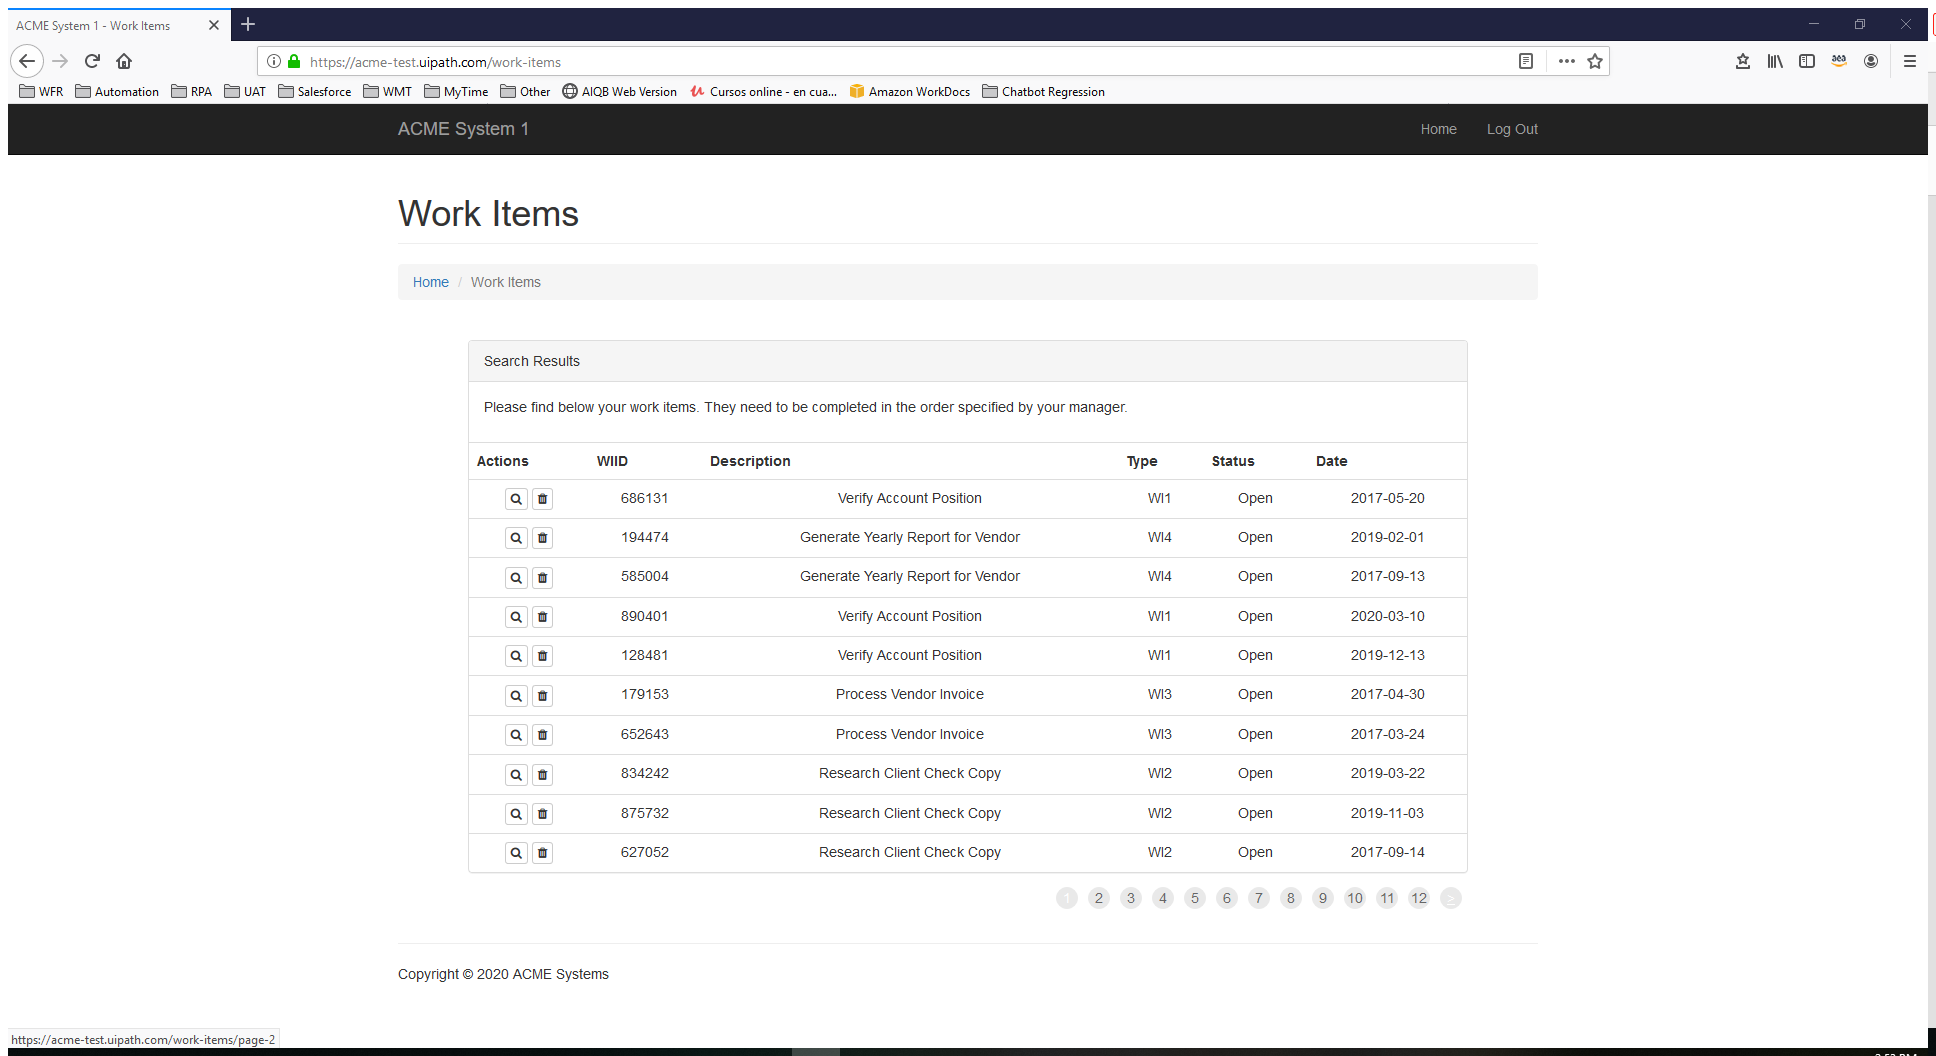 ACME System 1 - Work Items
https://acme-test.uipath.com/work-items
WFR Automation RPA UAT Salesforce WMT MyTime Other AIQB Web Version Cursos online - en cua... Amazon WorkDocs Chatbot Regression
ACME System 1 Home Log Out
Work Items
Home / Work Items
Search Results
Please find below your work items. They need to be completed in the order specified by your manager.
Actions WIID Description Type Status Date
686131 Verify Account Position WI1 Open 2017-05-20
194474 Generate Yearly Report for Vendor WI4 Open 2019-02-01
585004 Generate Yearly Report for Vendor WI4 Open 2017-09-13
890401 Verify Account Position WI1 Open 2020-03-10
128481 Verify Account Position WI1 Open 2019-12-13
179153 Process Vendor Invoice WI3 Open 2017-04-30
652643 Process Vendor Invoice WI3 Open 2017-03-24
834242 Research Client Check Copy WI2 Open 2019-03-22
875732 Research Client Check Copy WI2 Open 2019-11-03
627052 Research Client Check Copy WI2 Open 2017-09-14
1 2 3 4 5 6 7 8 9 10 11 12 >
Copyright © 2020 ACME Systems
https://acme-test.uipath.com/work-items/page-2